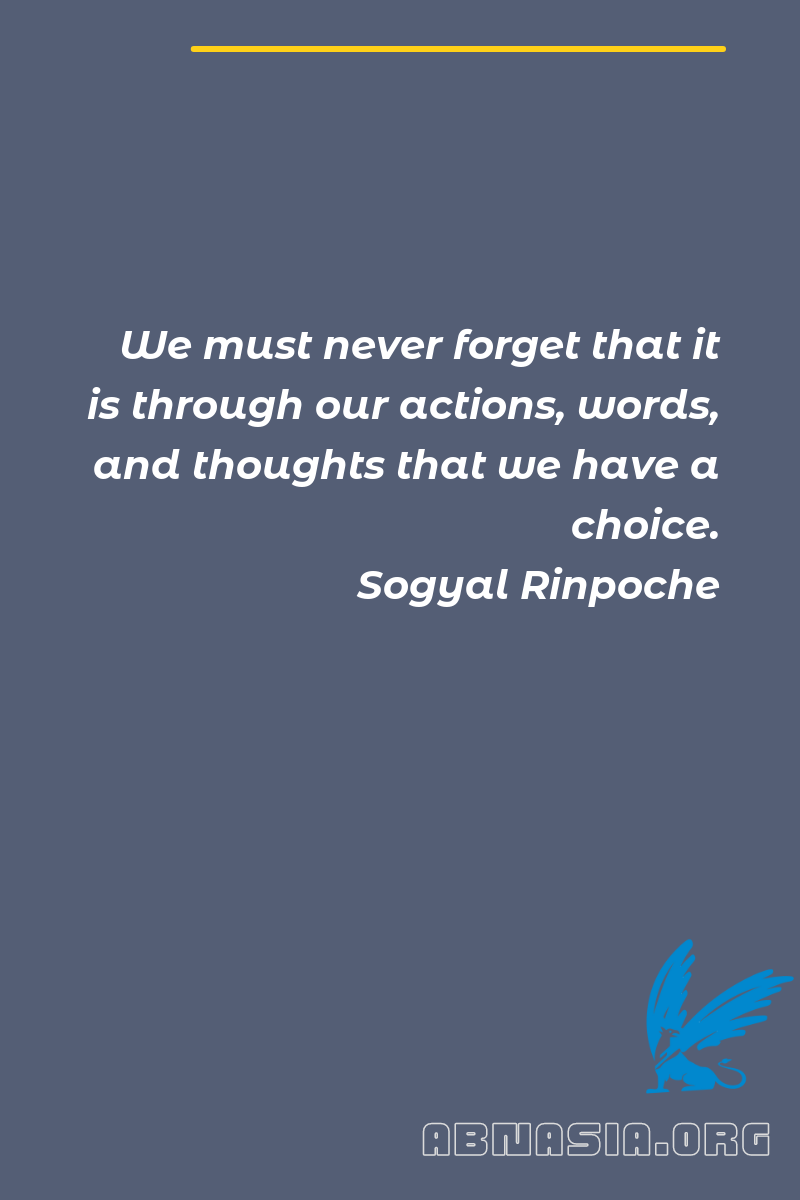 We must never forget that it
is through our actions, words,
and thoughts that we have a
choice.
Sogyal Rinpoche
ABNASIA.ORG